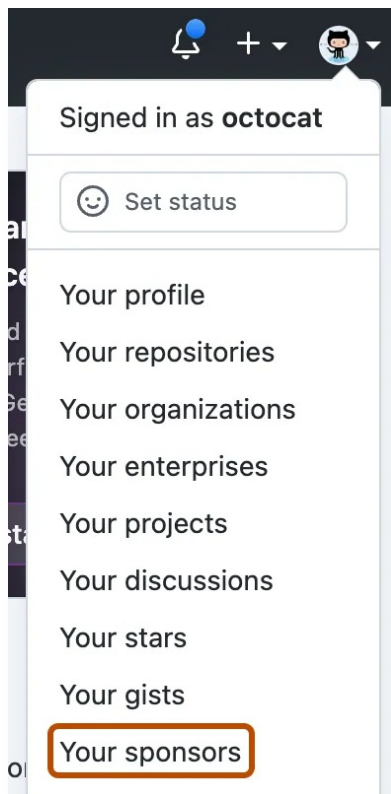 Signed in as octocat
Set status
Your profile
Your repositories
Your organizations
Your enterprises
Your projects
Your discussions
Your stars
Your gists
Your sponsors